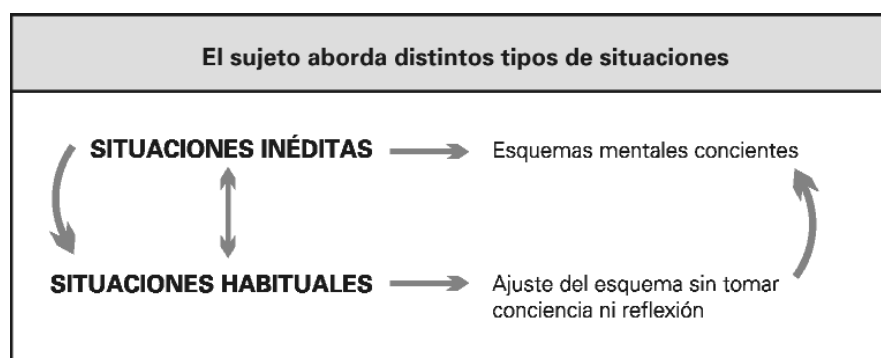 El sujeto aborda distintos tipos de situaciones
SITUACIONES INÉDITAS
Esquemas mentales concientes
SITUACIONES HABITUALES
Ajuste del esquema sin tomar
conciencia ni reflexión